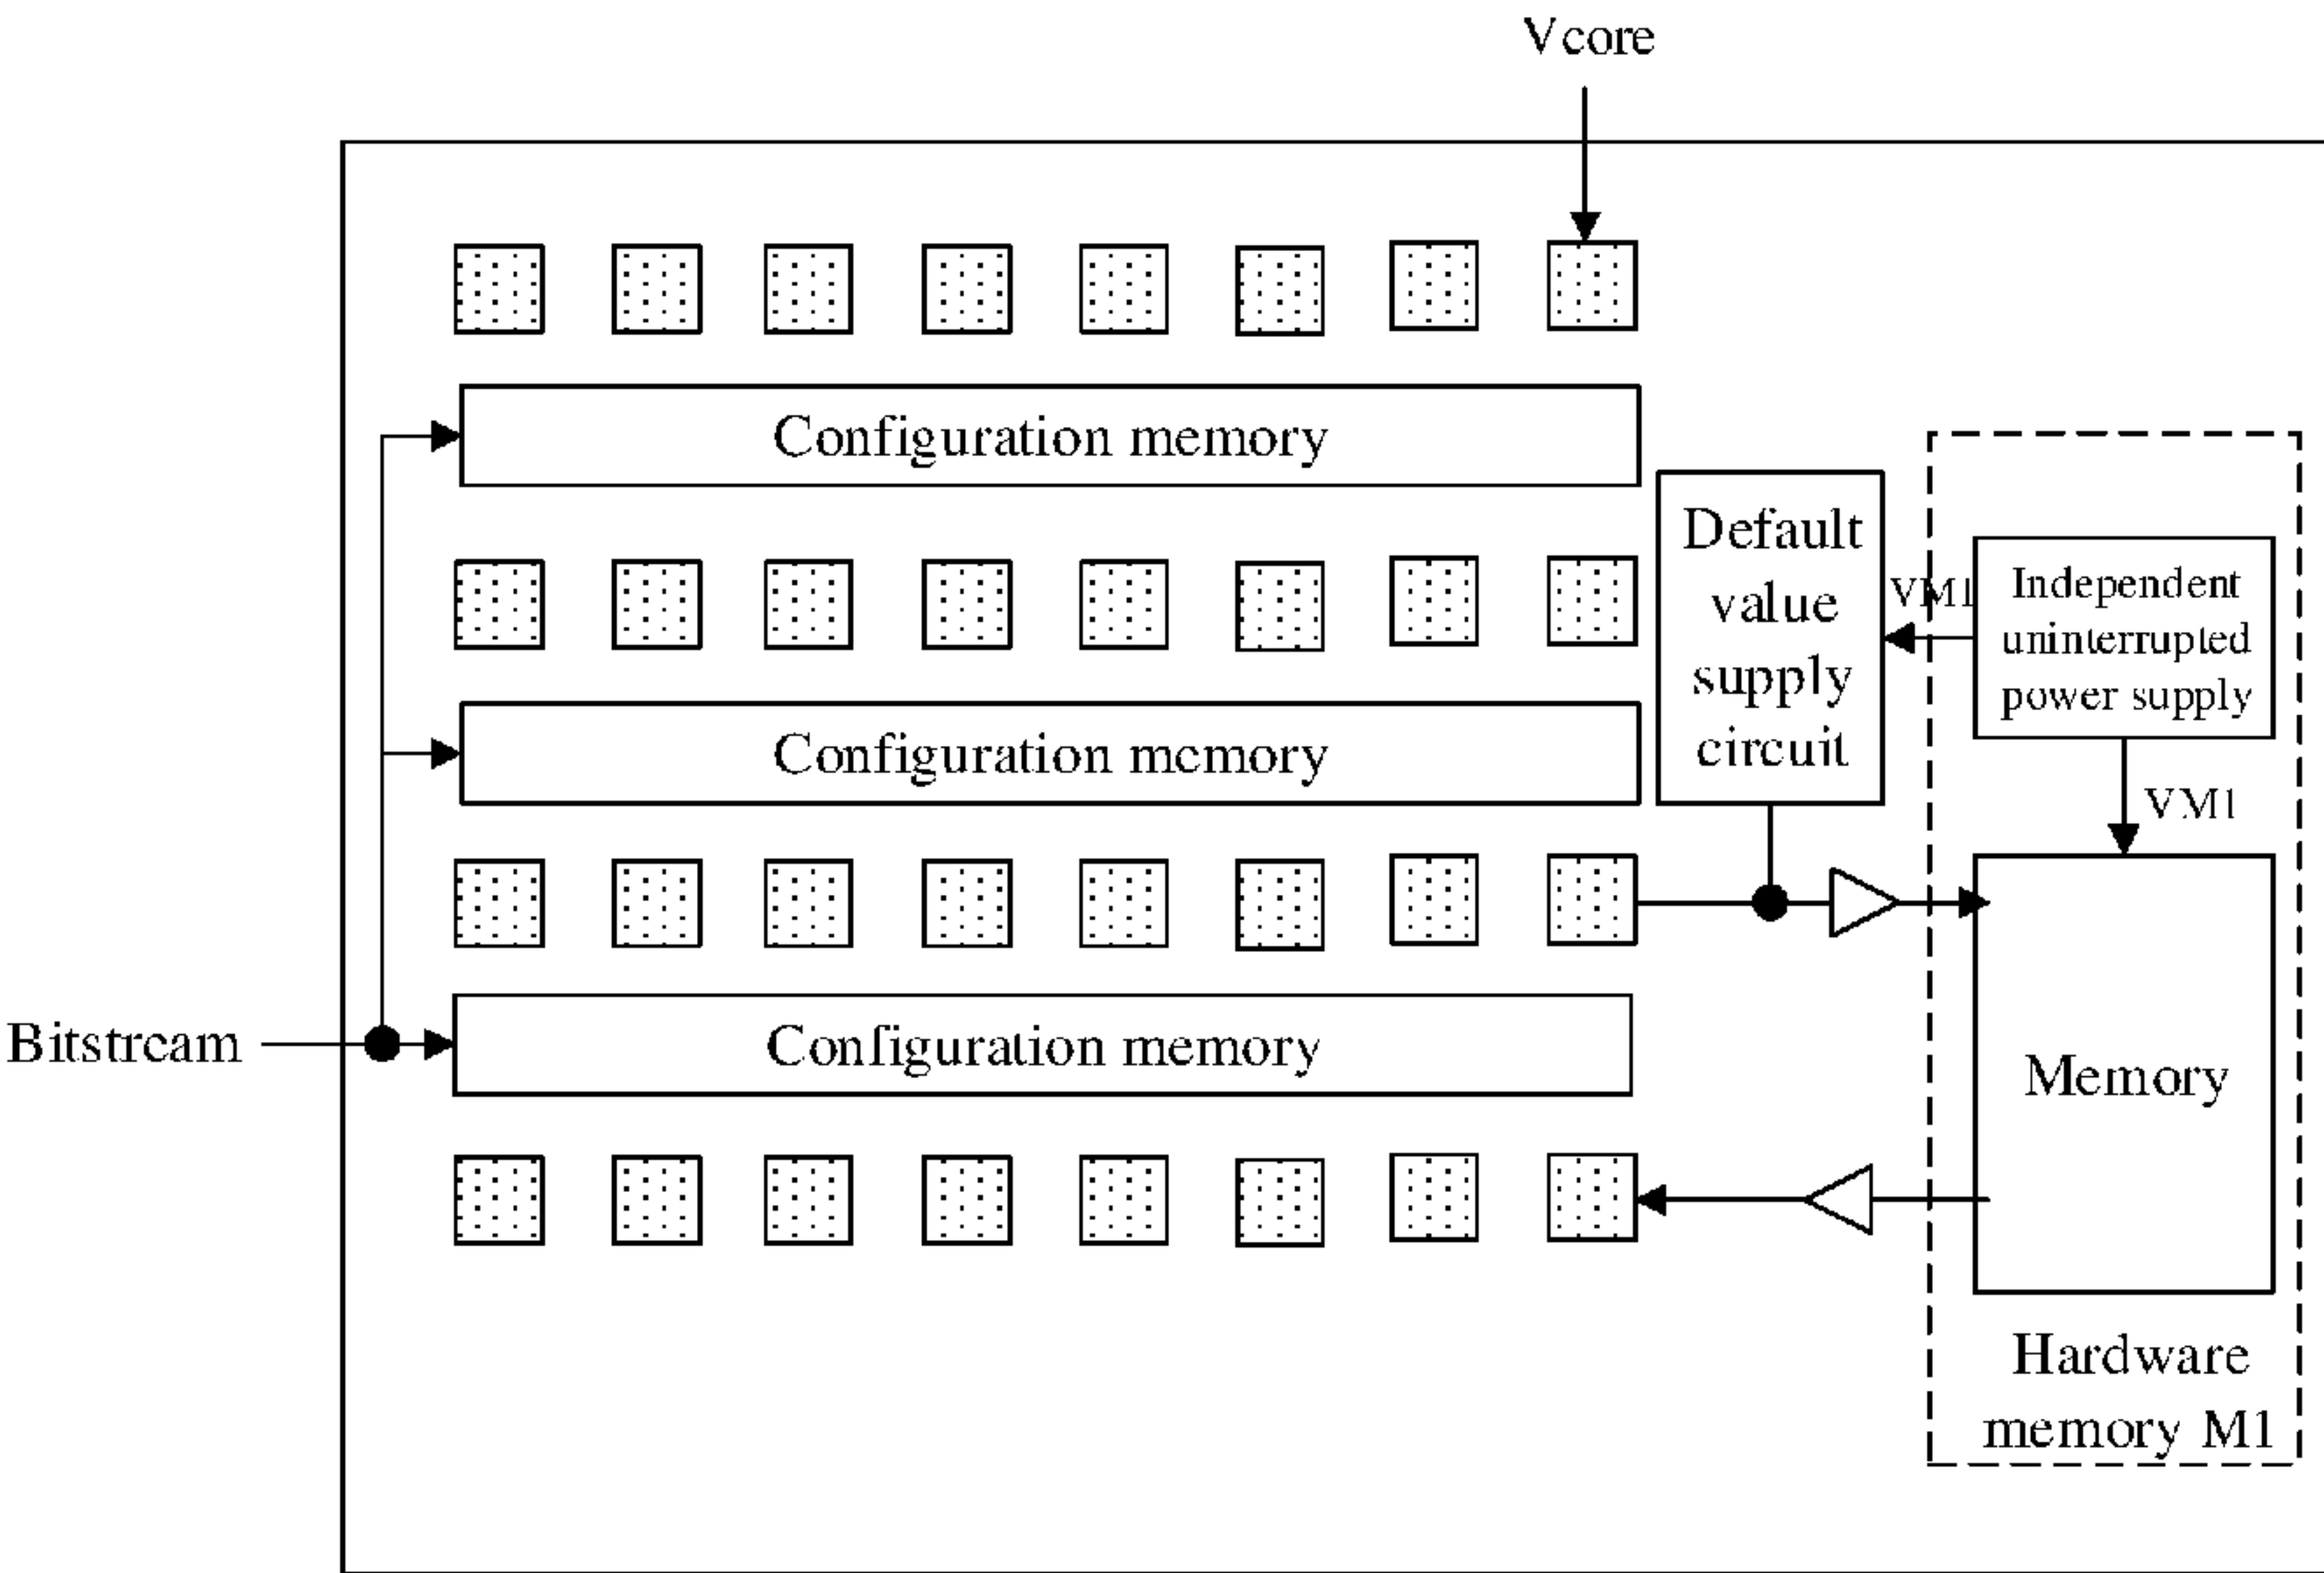 Vcore
Configuration memory
Default
value
supply
circuit
VM1
Independent
uninterrupted
power supply
Configuration memory
VM1
Bitstream
Configuration memory
Memory
Hardware
memory M1